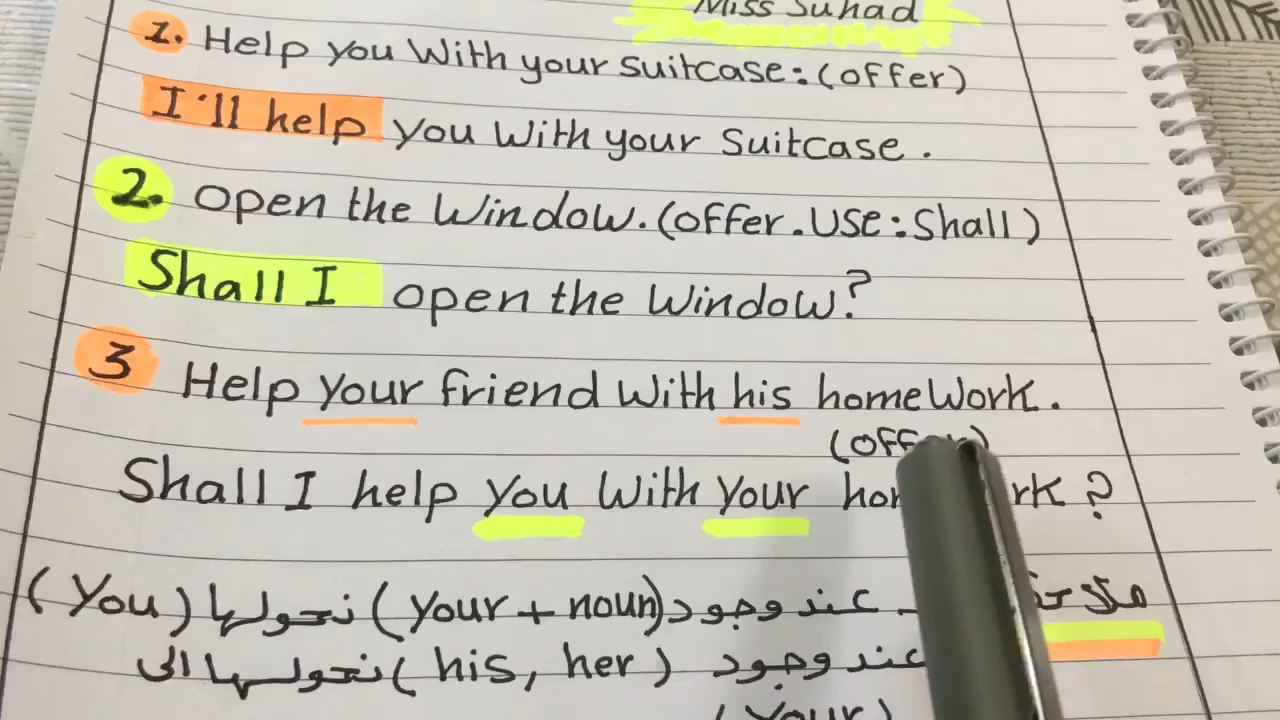 Miss Suhad
1. Help you With your Suitcase:(offer)
I'll help you With your Suitcase.
2. Open the Window.(offer.USE:Shall)
Shall I open the Window?
3 Help your friend With his homeWork.
Shall I help you With your
عند وجود (your + noun) نحولها (You)
عند وجود (his, her) نحولها الى
(your)